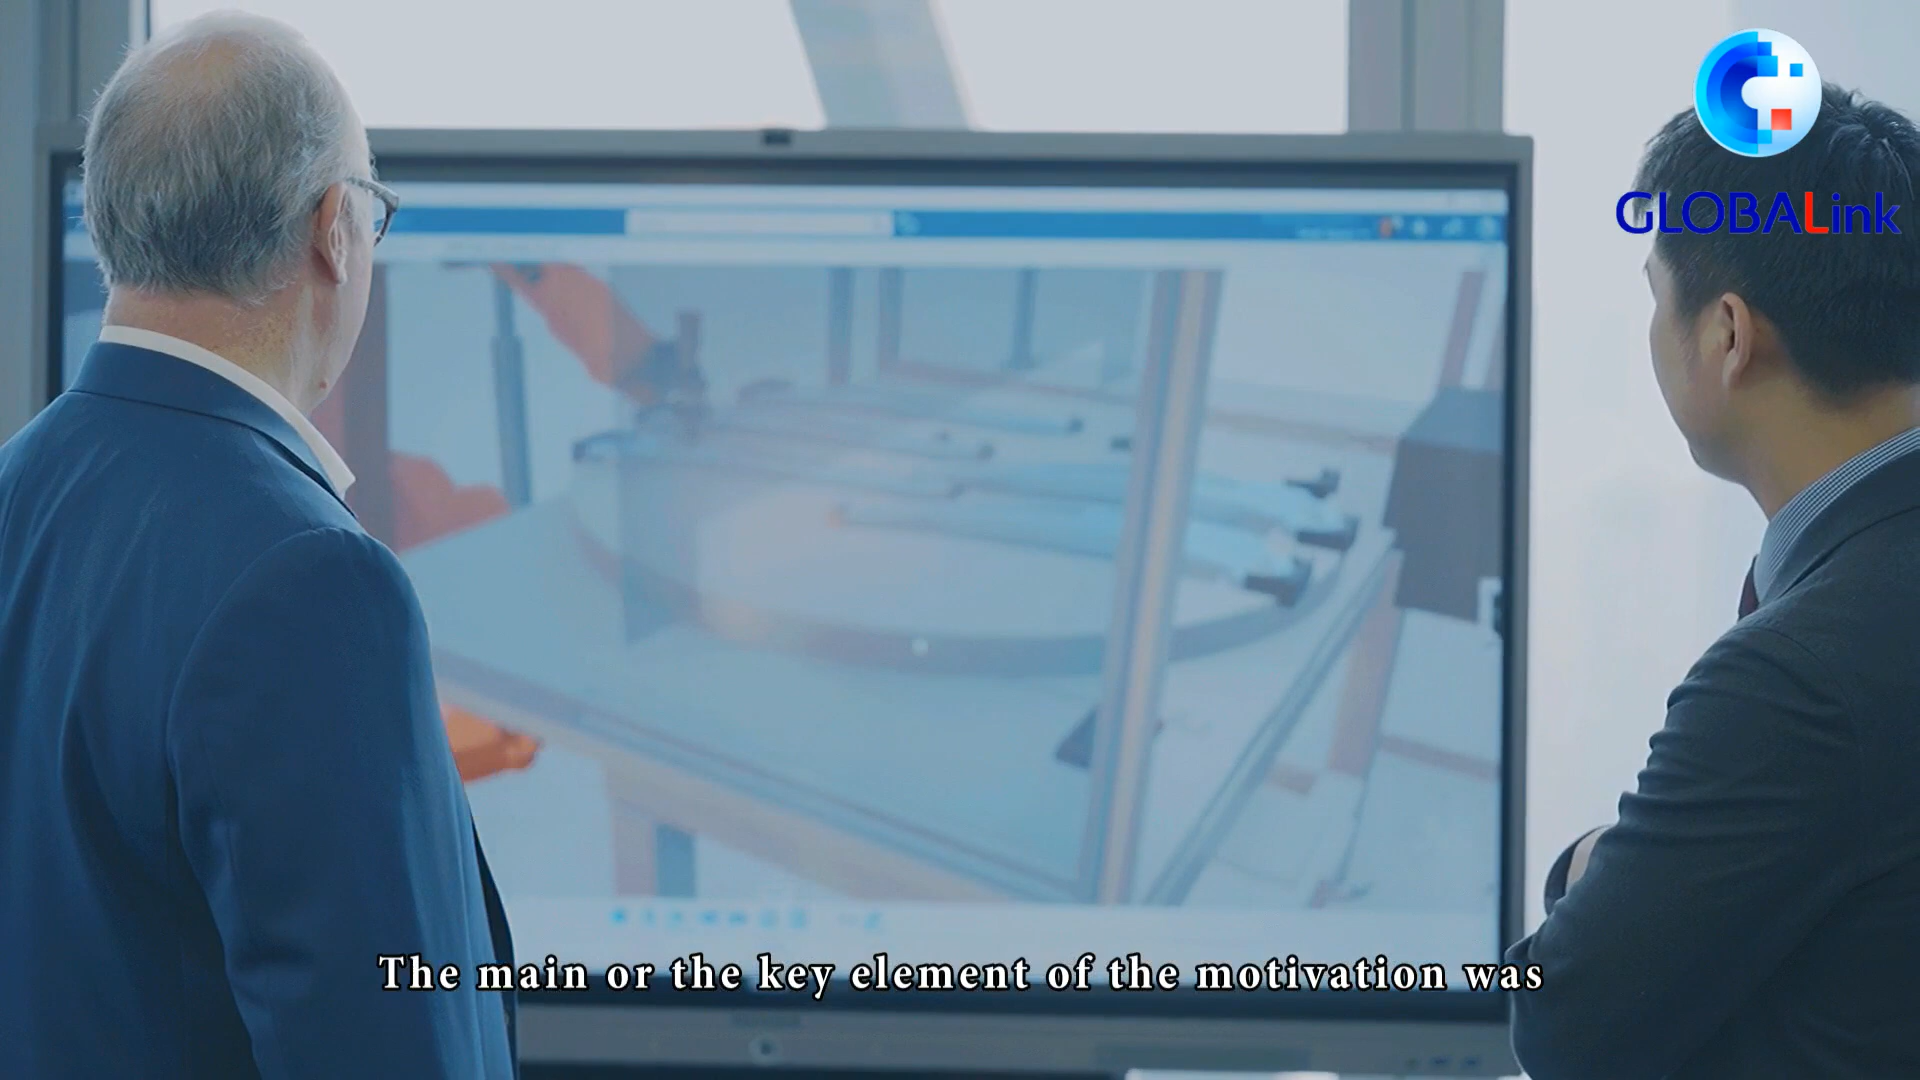 GLOBALink
The main or the key element of the motivation was